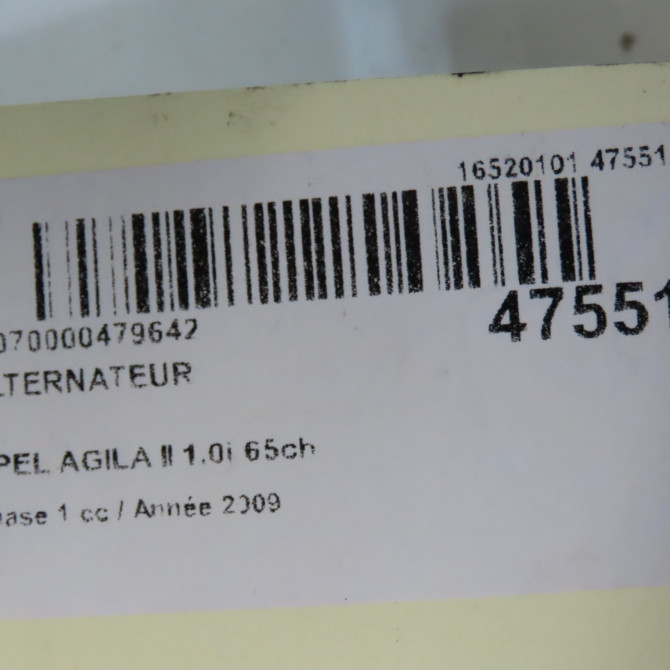 16520101 47551
070000479642
47551
LTERNATEUR
PEL AGILA II 1.0i 65ch
hase 1 cc / Année 2009